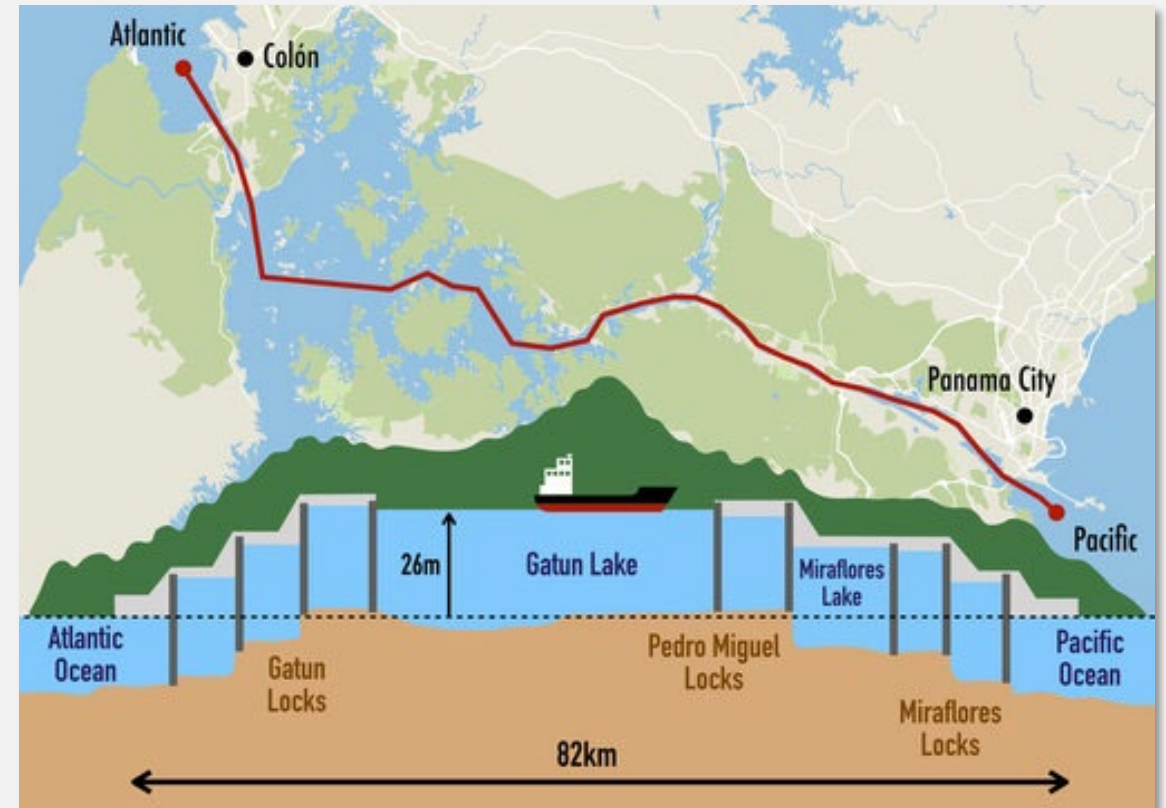 Atlantic
Colón
Panama City
Pacific
26m
Gatun Lake
Miraflores
Lake
Atlantic
Ocean
Gatun
Locks
Pedro Miguel
Locks
Pacific
Ocean
Miraflores
Locks
82km